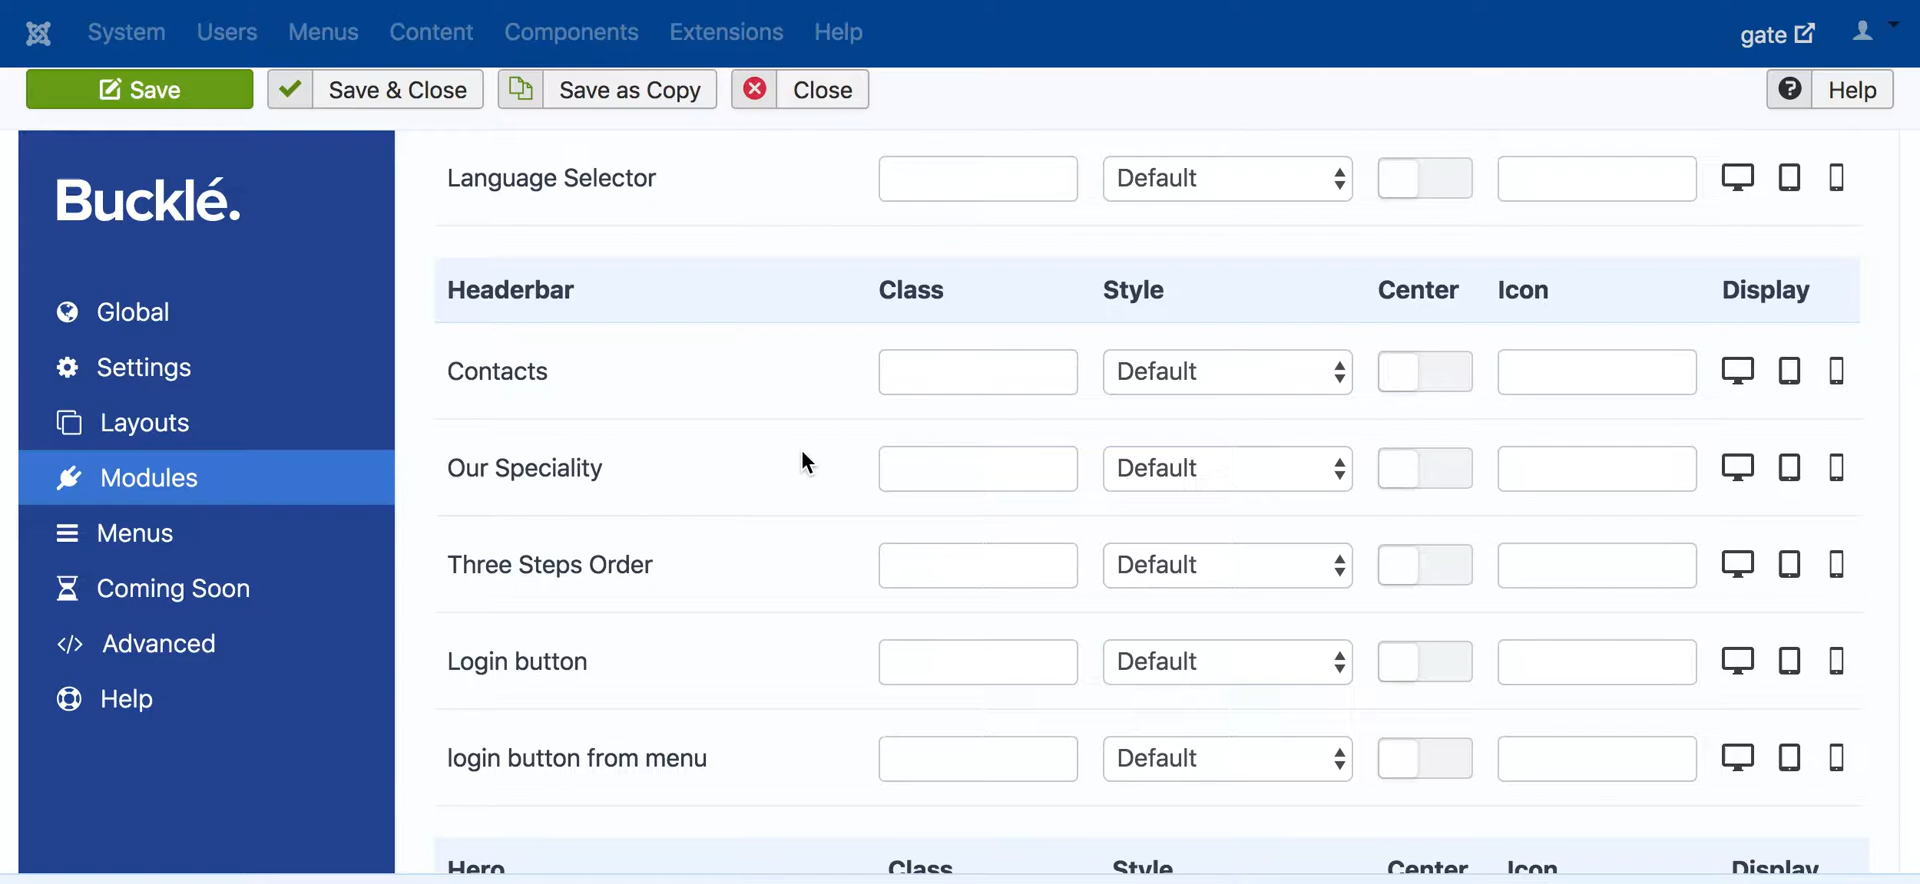 System Users Menus Content Components Extensions Help gate
Save Save & Close Save as Copy Close Help
Bucklé.
Global
Settings
Layouts
Modules
Menus
Coming Soon
Advanced
Help
Language Selector Default
Headerbar Class Style Center Icon Display
Contacts Default
Our Speciality Default
Three Steps Order Default
Login button Default
login button from menu Default
Hero Class Style Center Icon Display